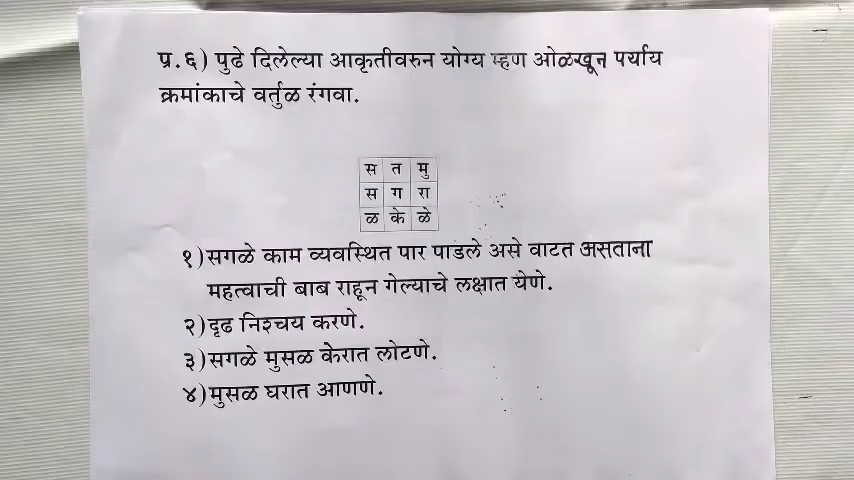 प्र.६) पुढे दिलेल्या आकृतीवरुन योग्य म्हण ओळखून पर्याय
क्रमांकाचे वर्तुळ रंगवा.
स त मु
स ग रा
ळ के ळे
१) सगळे काम व्यवस्थित पार पाडले असे वाटत असताना
महत्वाची बाब राहून गेल्याचे लक्षात येणे.
२) दृढ निश्चय करणे.
३) सगळे मुसळ केरात लोटणे.
४) मुसळ घरात आणणे.